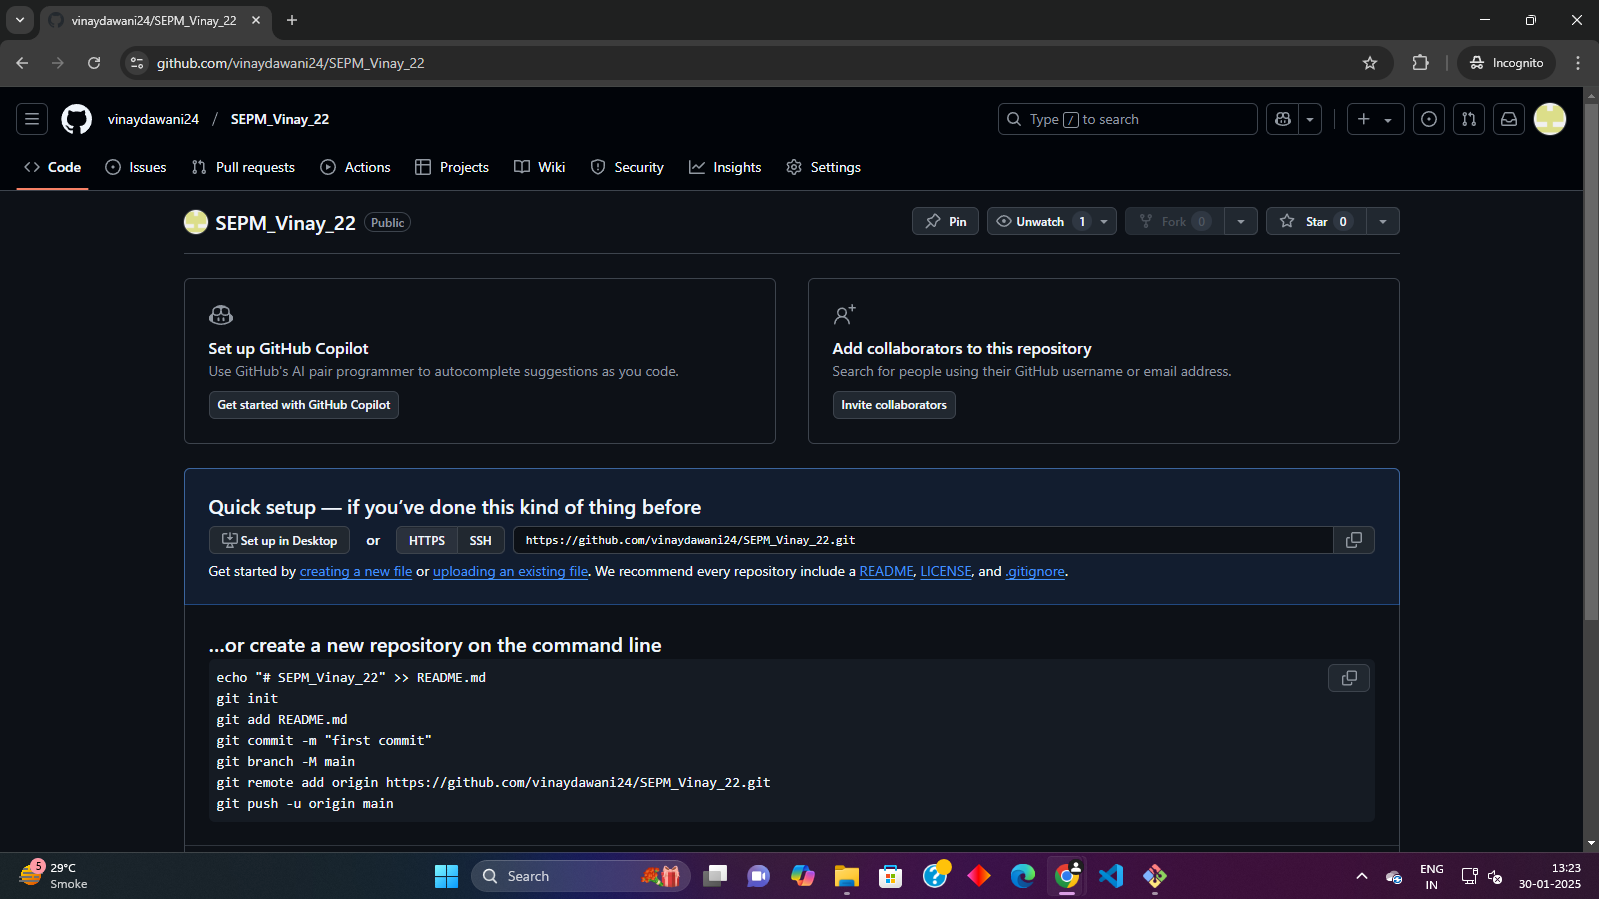 vinaydawani24/SEPM_Vinay_22
github.com/vinaydawani24/SEPM_Vinay_22
Incognito
vinaydawani24 / SEPM_Vinay_22
Type / to search
Code
Issues
Pull requests
Actions
Projects
Wiki
Security
Insights
Settings
SEPM_Vinay_22 Public
Pin
Unwatch 1
Fork 0
Star 0
Set up GitHub Copilot
Use GitHub's AI pair programmer to autocomplete suggestions as you code.
Get started with GitHub Copilot
Add collaborators to this repository
Search for people using their GitHub username or email address.
Invite collaborators
Quick setup — if you’ve done this kind of thing before
Set up in Desktop or HTTPS SSH https://github.com/vinaydawani24/SEPM_Vinay_22.git
Get started by creating a new file or uploading an existing file. We recommend every repository include a README, LICENSE, and .gitignore.
…or create a new repository on the command line
echo "# SEPM_Vinay_22" >> README.md
git init
git add README.md
git commit -m "first commit"
git branch -M main
git remote add origin https://github.com/vinaydawani24/SEPM_Vinay_22.git
git push -u origin main
5
29°C
Smoke
Search
ENG
IN
13:23
30-01-2025